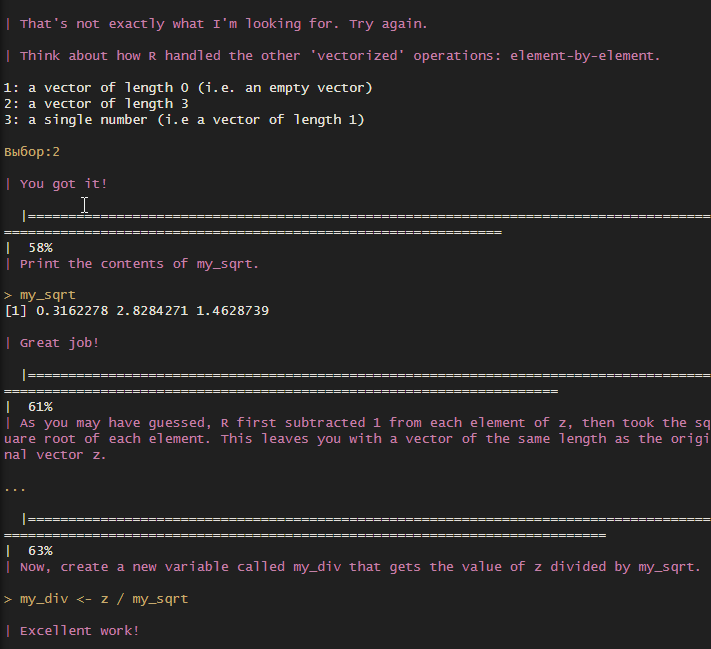 | That's not exactly what I'm looking for. Try again.
| Think about how R handled the other 'vectorized' operations: element-by-element.
1: a vector of length 0 (i.e. an empty vector)
2: a vector of length 3
3: a single number (i.e a vector of length 1)
Выбор:2
| You got it!
|=====================================================================================
==============================================================
| 58%
| Print the contents of my_sqrt.
> my_sqrt
[1] 0.3162278 2.8284271 1.4628739
| Great job!
|=====================================================================================
=====================================================================
| 61%
| As you may have guessed, R first subtracted 1 from each element of z, then took the sq
uare root of each element. This leaves you with a vector of the same length as the origi
nal vector z.
...
|=====================================================================================
===========================================================================
| 63%
| Now, create a new variable called my_div that gets the value of z divided by my_sqrt.
> my_div <- z / my_sqrt
| Excellent work!